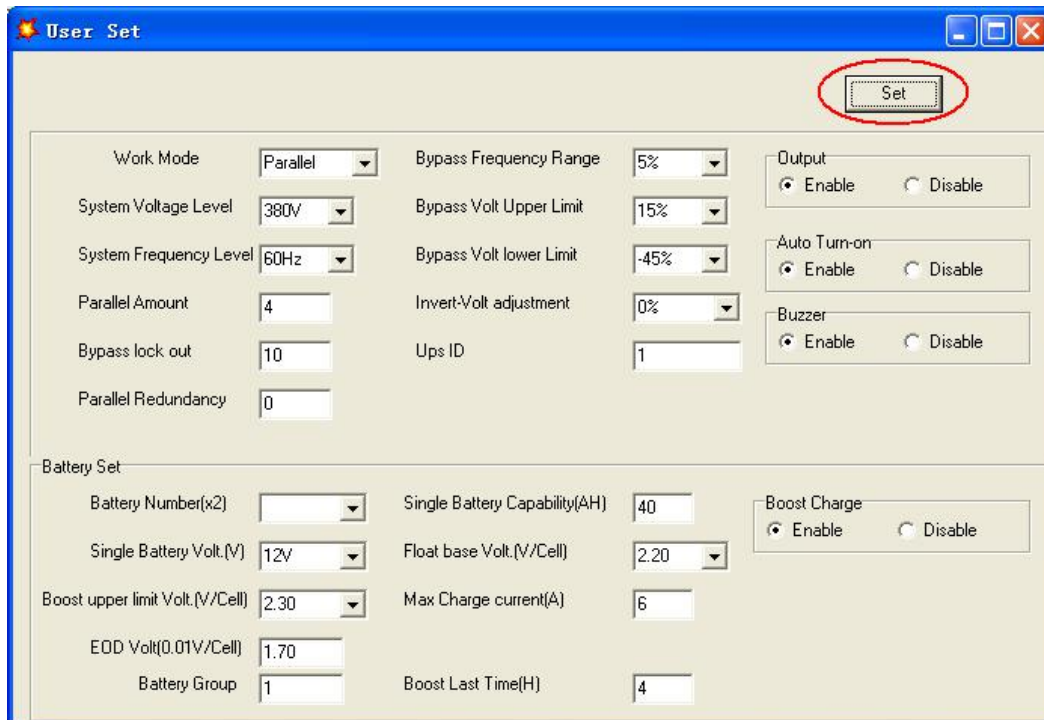 User Set
Set
Work Mode Parallel Bypass Frequency Range 5% Output
Enable Disable
System Voltage Level 380V Bypass Volt Upper Limit 15%
System Frequency Level 60Hz Bypass Volt lower Limit -45% Auto Turn-on
Enable Disable
Parallel Amount 4 Invert-Volt adjustment 0% Buzzer
Enable Disable
Bypass lock out 10 Ups ID 1
Parallel Redundancy 0
Battery Set
Battery Number(x2) Single Battery Capability(AH) 40 Boost Charge
Enable Disable
Single Battery Volt.(V) 12V Float base Volt.(V/Cell) 2.20
Boost upper limit Volt.(V/Cell) 2.30 Max Charge current(A) 6
EOD Volt(0.01V/Cell) 1.70
Battery Group 1 Boost Last Time(H) 4